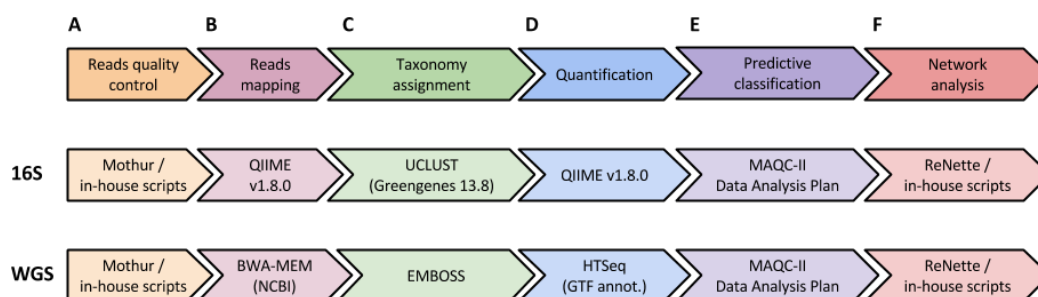 A B C D E F
Reads quality control
Reads mapping
Taxonomy assignment
Quantification
Predictive classification
Network analysis
16S
Mothur /
in-house scripts
QIIME
v1.8.0
UCLUST
(Greengenes 13.8)
QIIME v1.8.0
MAQC-II
Data Analysis Plan
ReNette /
in-house scripts
WGS
Mothur /
in-house scripts
BWA-MEM
(NCBI)
EMBOSS
HTSeq
(GTF annot.)
MAQC-II
Data Analysis Plan
ReNette /
in-house scripts